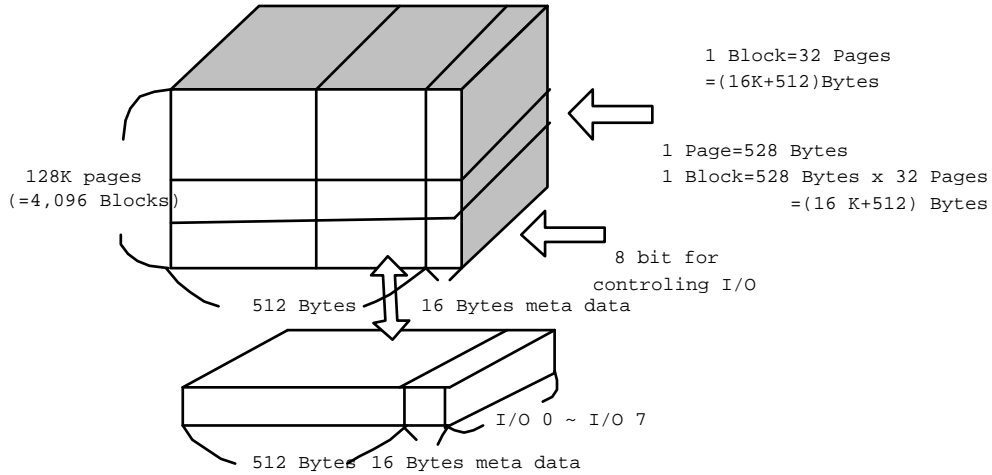 1 Block=32 Pages
=(16K+512)Bytes
1 Page=528 Bytes
1 Block=528 Bytes x 32 Pages
=(16 K+512) Bytes
128K pages
(=4,096 Blocks)
8 bit for
controling I/O
512 Bytes
16 Bytes meta data
I/O 0 ~ I/O 7
512 Bytes
16 Bytes meta data